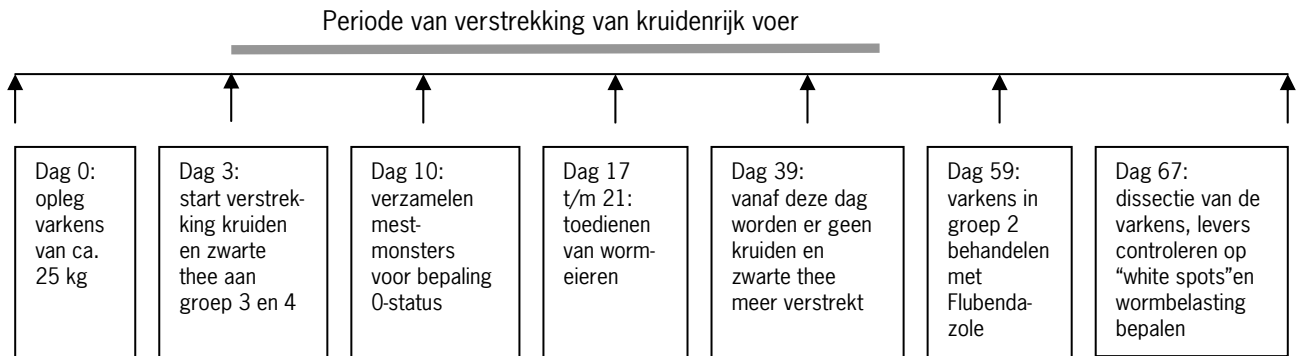 Periode van verstrekking van kruidenrijk voer
Dag 0:
opleg
varkens
van ca.
25 kg
Dag 3:
start verstrek-
king kruiden
en zwarte
thee aan
groep 3 en 4
Dag 10:
verzamelen
mest-
monsters
voor bepaling
0-status
Dag 17
t/m 21:
toedienen
van worm-
eieren
Dag 39:
vanaf deze dag
worden er geen
kruiden en
zwarte thee
meer verstrekt
Dag 59:
varkens in
groep 2
behandelen
met
Flubenda-
zole
Dag 67:
dissectie van de
varkens, levers
controleren op
“white spots”en
wormbelasting
bepalen